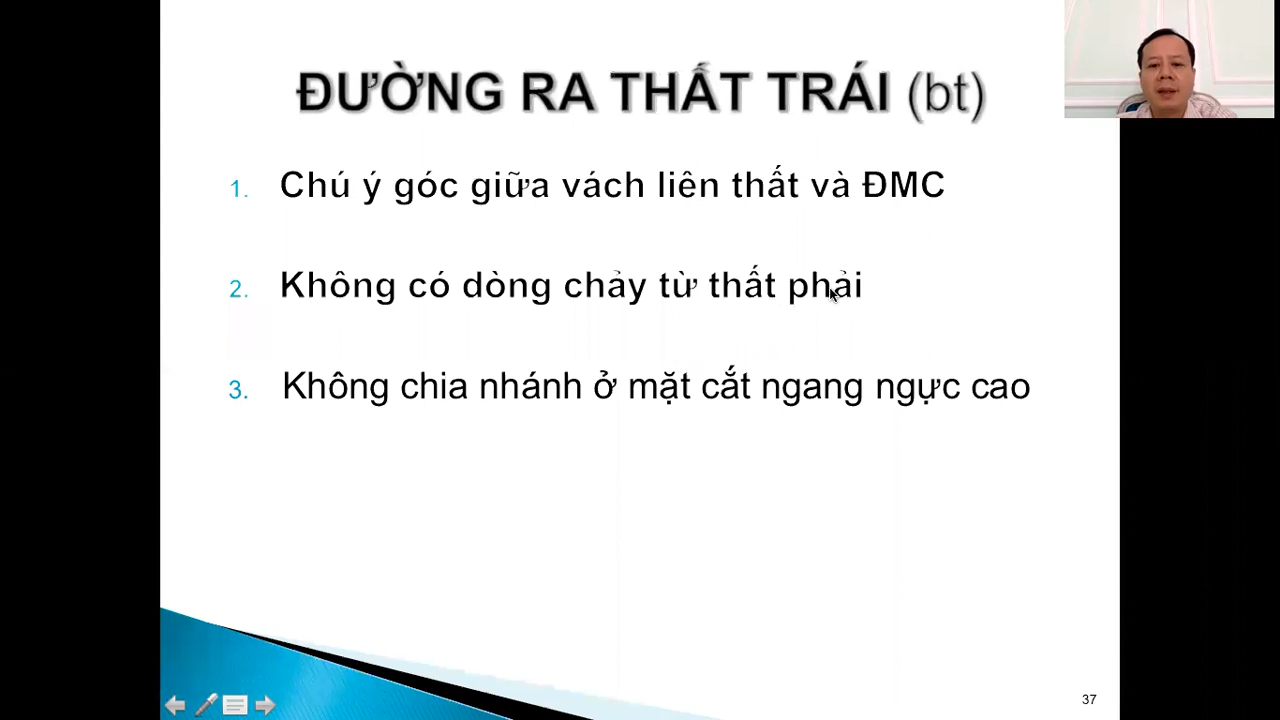 ĐƯỜNG RA THẤT TRÁI (bt)
1. Chú ý góc giữa vách liên thất và ĐMC
2. Không có dòng chảy từ thất phải
3. Không chia nhánh ở mặt cắt ngang ngực cao
37